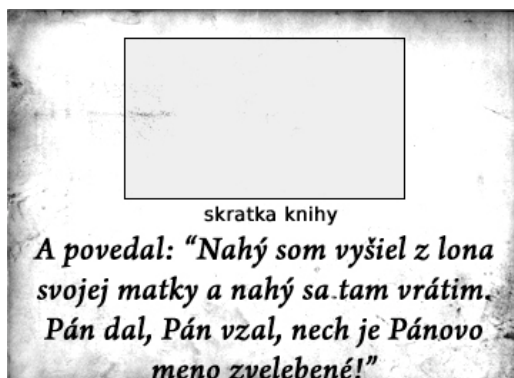 skratka knihy
A povedal: “Nahý som vyšiel z lona
svojej matky a nahý sa tam vrátim.
Pán dal, Pán vzal, nech je Pánovo
meno zvelebené!”